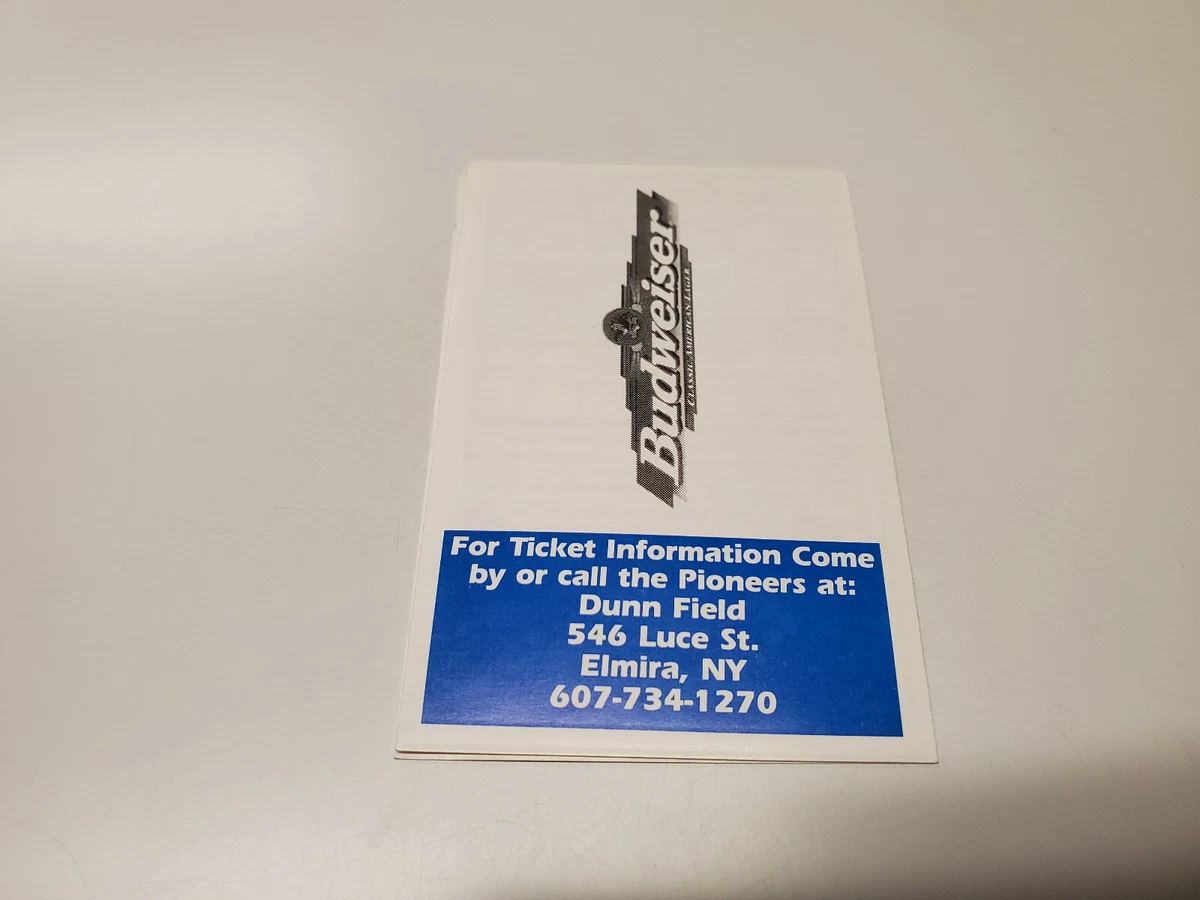 Budweiser
CLASSIC AMERICAN LAGER
For Ticket Information Come
by or call the Pioneers at:
Dunn Field
546 Luce St.
Elmira, NY
607-734-1270